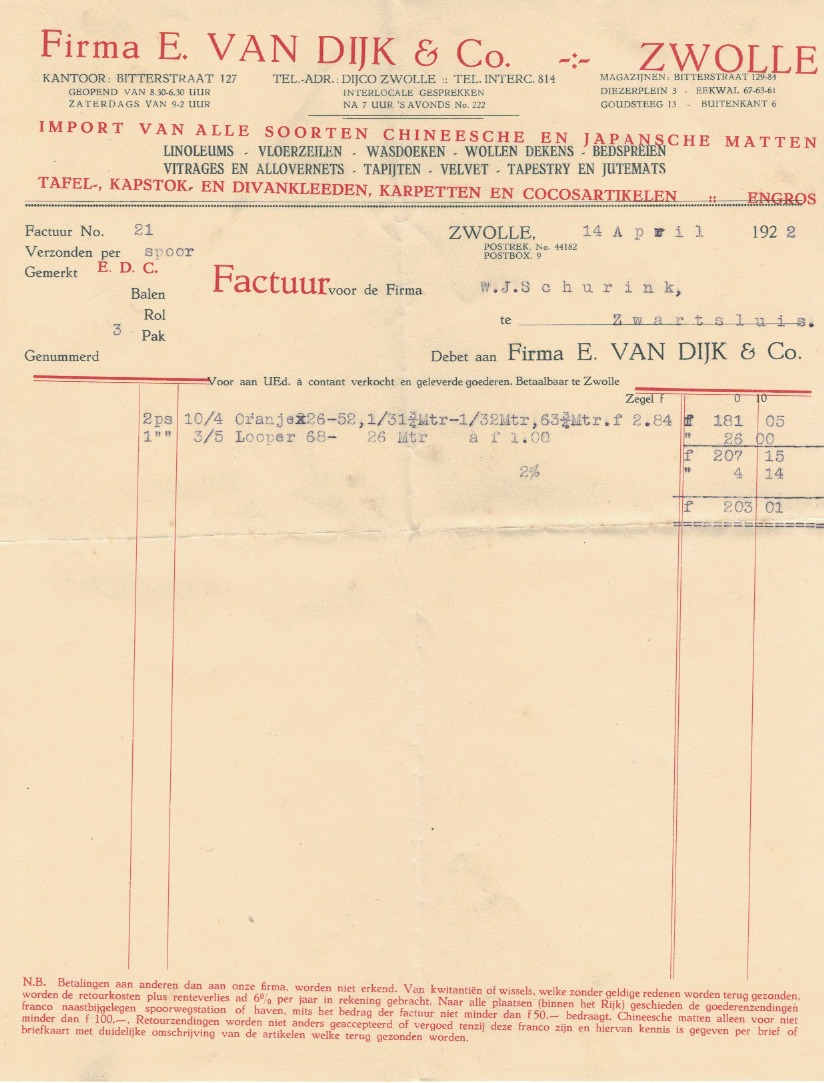 Firma E. VAN DIJK & Co. -:- ZWOLLE
KANTOOR: BITTERSTRAAT 127 TEL.-ADR.: DIJCO ZWOLLE :: TEL. INTERC. 814 MAGAZIJNEN: BITTERSTRAAT 129-84
GEOPEND VAN 8.30-6.30 UUR INTERLOCALE GESPREKKEN DIEZERPLEIN 3 - EEKWAL 67-63-61
ZATERDAGS VAN 9-2 UUR NA 7 UUR 'S AVONDS No. 222 GOUDSTEEG 13 - BUITENKANT 6
IMPORT VAN ALLE SOORTEN CHINEESCHE EN JAPANSCHE MATTEN
LINOLEUMS - VLOERZEILEN - WASDOEKEN - WOLLEN DEKENS - BEDSPREIEN
VITRAGES EN ALLOVERNETS - TAPIJTEN - VELVET - TAPESTRY EN JUTEMATS
TAFEL-, KAPSTOK- EN DIVANKLEEDEN, KARPETTEN EN COCOSARTIKELEN :: ENGROS
Factuur No. 21 ZWOLLE, 14 April 1922
Verzonden per spoor POSTREK. No. 44182
POSTBOX. 9
Gemerkt E. D. C.
Factuur voor de Firma W.J.Schurink,
Balen
Rol te Zwartsluis.
3 Pak
Genummerd Debet aan Firma E. VAN DIJK & Co.
Voor aan UEd. à contant verkocht en geleverde goederen. Betaalbaar te Zwolle
Zegel f 0 10
2ps 10/4 Oranje 226-52,1/31¾Mtr-1/32Mtr,63¾Mtr.f 2.84 f 181 05
1"" 3/5 Looper 68- 26 Mtr à f 1.00 " 26 00
f 207 15
2% " 4 14
f 203 01
N.B. Betalingen aan anderen dan aan onze firma, worden niet erkend. Van kwitantiën of wissels, welke zonder geldige redenen worden terug gezonden,
worden de retourkosten plus renteverlies ad 6% per jaar in rekening gebracht. Naar alle plaatsen (binnen het Rijk) geschieden de goederenzendingen
franco naastbijgelegen spoorwegstation of haven, mits het bedrag der factuur niet minder dan f 50.— bedraagt. Chineesche matten alleen voor niet
minder dan f 100.—. Retourzendingen worden niet anders geaccepteerd of vergoed tenzij deze franco zijn en hiervan kennis is gegeven per brief of
briefkaart met duidelijke omschrijving van de artikelen welke terug gezonden worden.